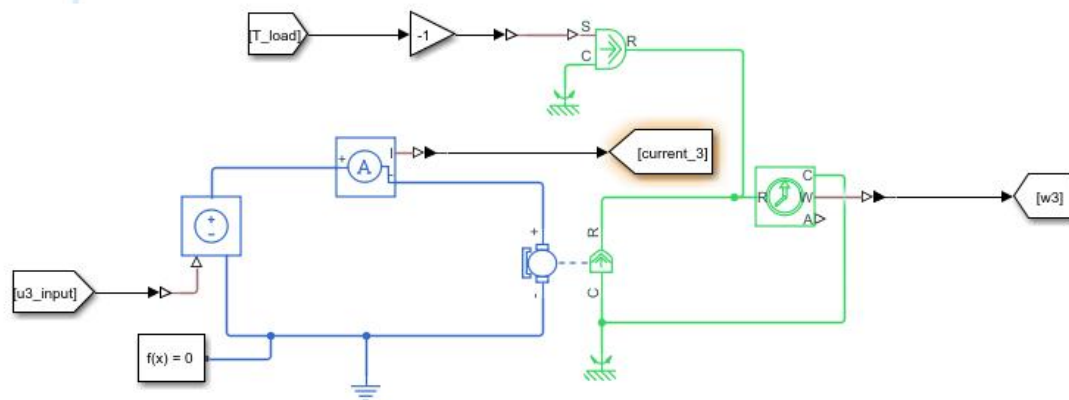 [T_load]
-1
S
C
R
A
+
I
-
[current_3]
+
-
[u3_input]
f(x) = 0
+
-
R
C
R
C
W
A
[w3]